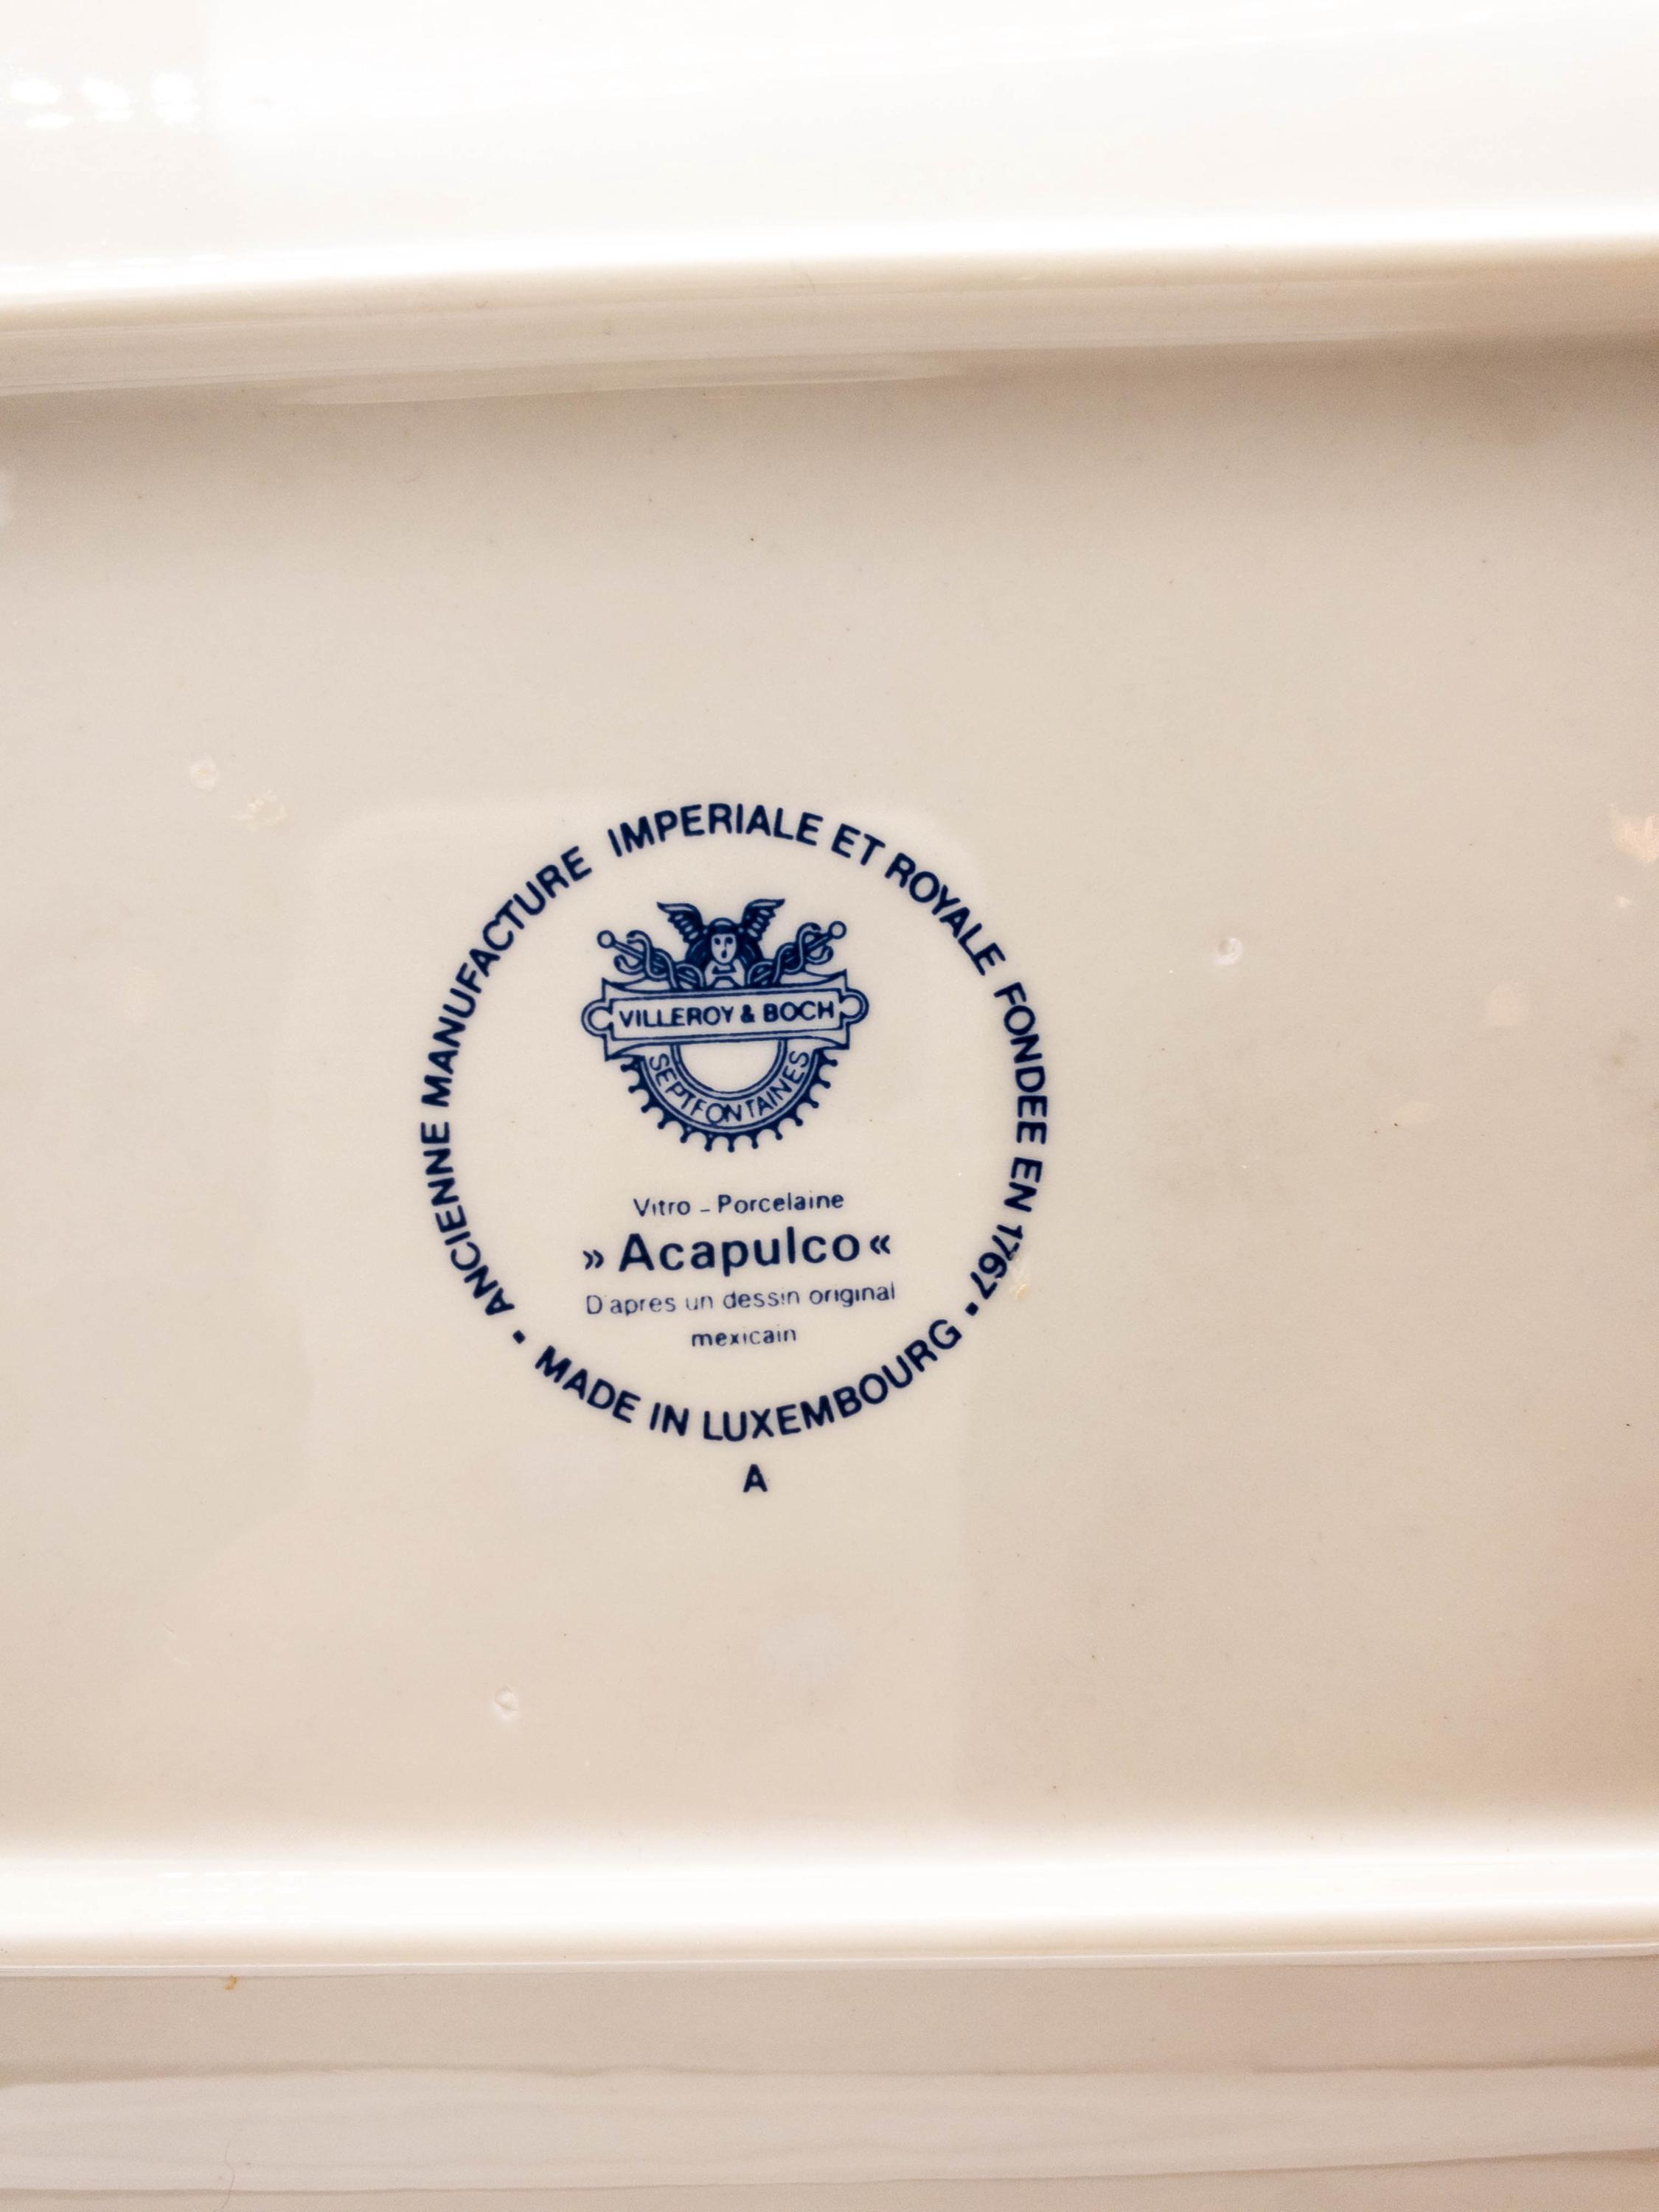 ANCIENNE MANUFACTURE IMPERIALE ET ROYALE FONDEE EN 1767 •
VILLEROY & BOCH
SEPTFONTAINES
Vitro - Porcelaine
» Acapulco «
D'apres un dessin original
mexicain
MADE IN LUXEMBOURG •
A